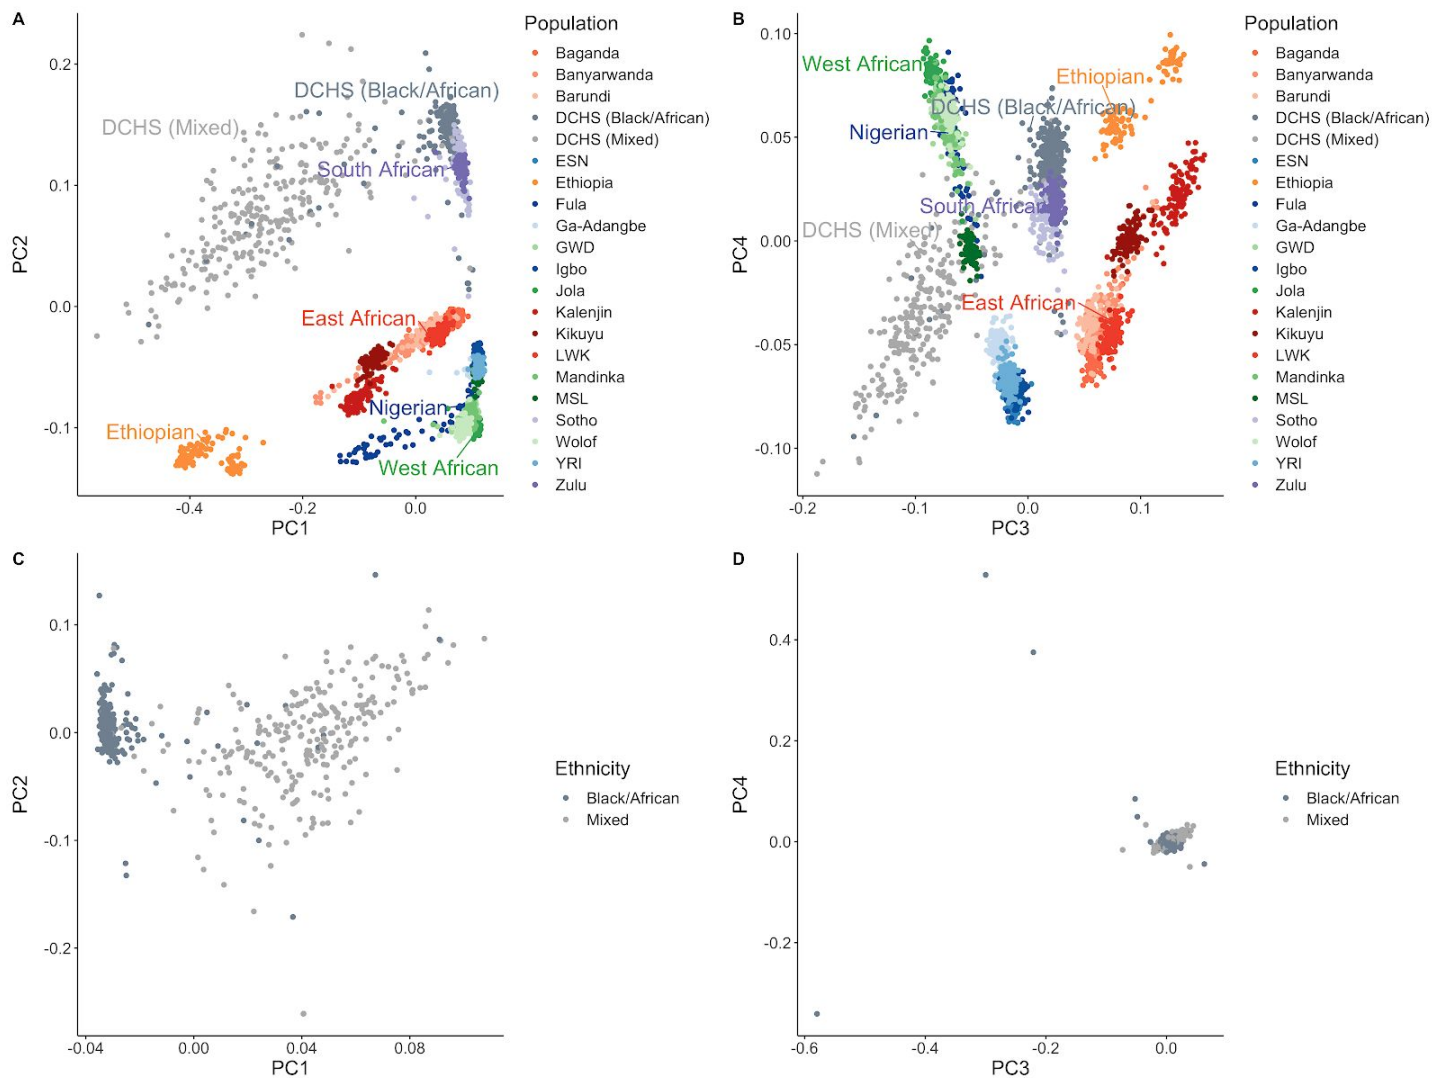 A
PC2
0.2
0.1
0.0
-0.1
DCHS (Black/African)
DCHS (Mixed)
South African
East African
Nigerian
Ethiopian
West African
-0.4
-0.2
0.0
PC1
Population
Baganda
Banyarwanda
Barundi
DCHS (Black/African)
DCHS (Mixed)
ESN
Ethiopia
Fula
Ga-Adangbe
GWD
Igbo
Jola
Kalenjin
Kikuyu
LWK
Mandinka
MSL
Sotho
Wolof
YRI
Zulu
B
PC4
0.10
0.05
0.00
-0.05
-0.10
West African
Ethiopian
DCHS (Black/African)
Nigerian
South African
DCHS (Mixed)
East African
-0.2
-0.1
0.0
0.1
PC3
Population
Baganda
Banyarwanda
Barundi
DCHS (Black/African)
DCHS (Mixed)
ESN
Ethiopia
Fula
Ga-Adangbe
GWD
Igbo
Jola
Kalenjin
Kikuyu
LWK
Mandinka
MSL
Sotho
Wolof
YRI
Zulu
C
PC2
0.1
0.0
-0.1
-0.2
-0.04
0.00
0.04
0.08
PC1
Ethnicity
Black/African
Mixed
D
PC4
0.4
0.2
0.0
-0.2
-0.6
-0.4
-0.2
0.0
PC3
Ethnicity
Black/African
Mixed